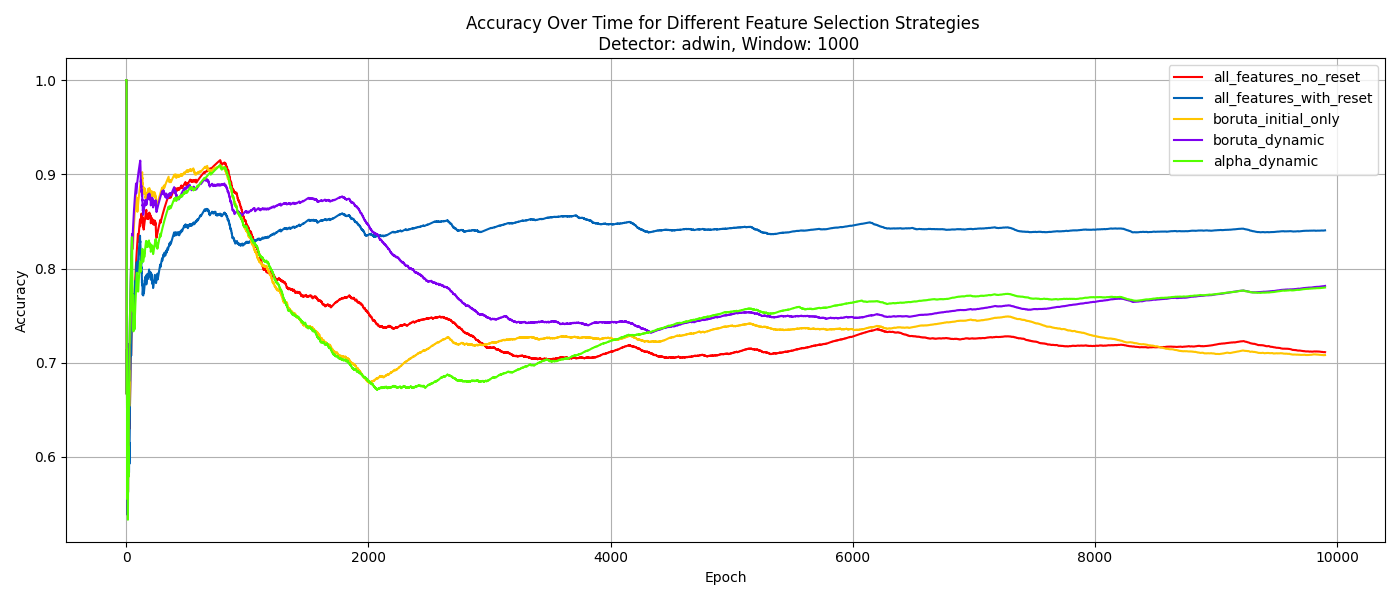 Accuracy Over Time for Different Feature Selection Strategies
Detector: adwin, Window: 1000
all_features_no_reset
all_features_with_reset
boruta_initial_only
boruta_dynamic
alpha_dynamic
Accuracy
1.0
0.9
0.8
0.7
0.6
0
2000
4000
6000
8000
10000
Epoch